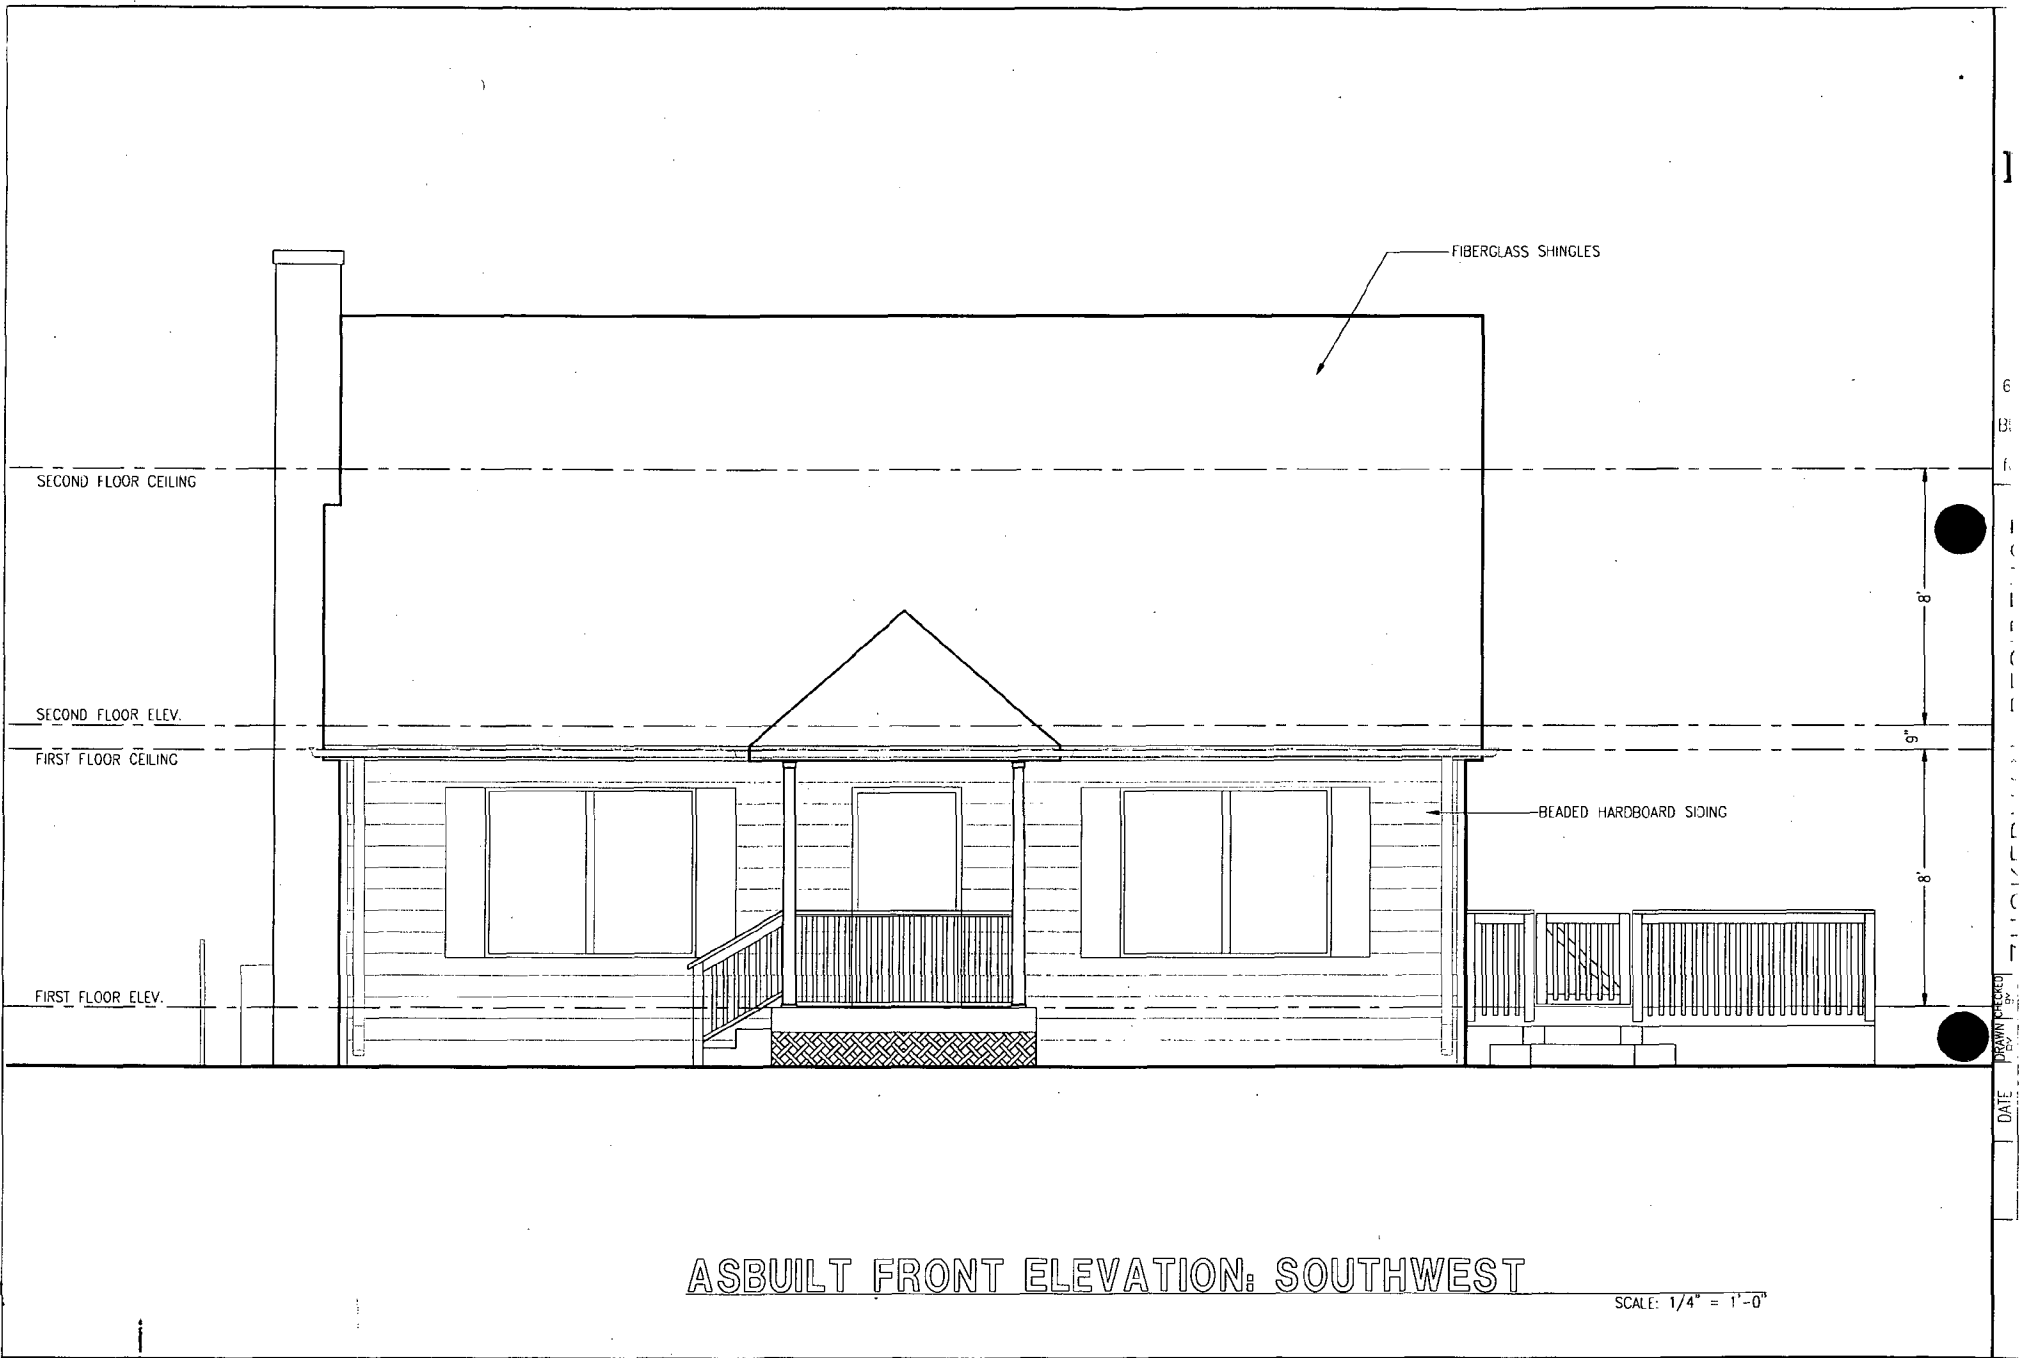 FIBERGLASS SHINGLES
SECOND FLOOR CEILING
8'
SECOND FLOOR ELEV.
9"
FIRST FLOOR CEILING
BEADED HARDBOARD SIDING
8'
FIRST FLOOR ELEV.
DRAWN BY
DATE
ASBUILT FRONT ELEVATION: SOUTHWEST
SCALE: 1/4" = 1'-0"